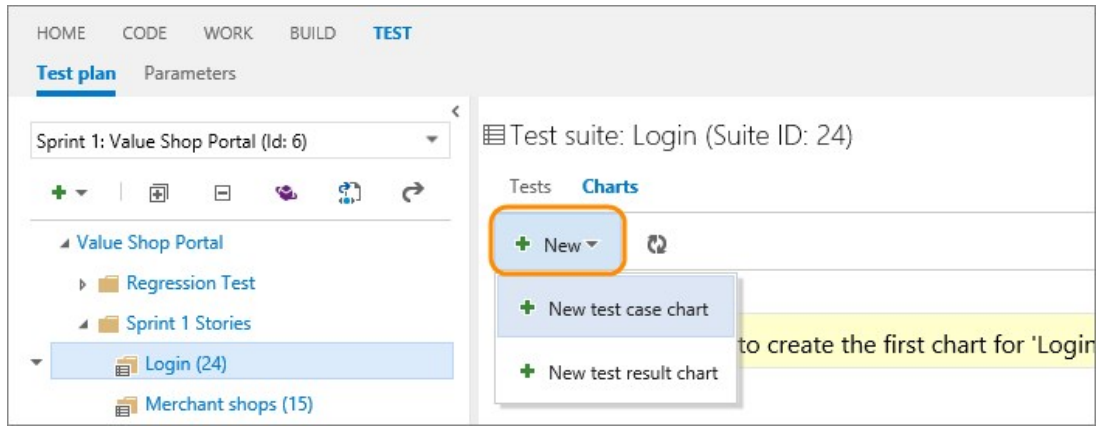 HOME CODE WORK BUILD TEST
Test plan Parameters
Sprint 1: Value Shop Portal (Id: 6)
Value Shop Portal
Regression Test
Sprint 1 Stories
Login (24)
Merchant shops (15)
Test suite: Login (Suite ID: 24)
Tests Charts
New
New test case chart
to create the first chart for 'Login
New test result chart